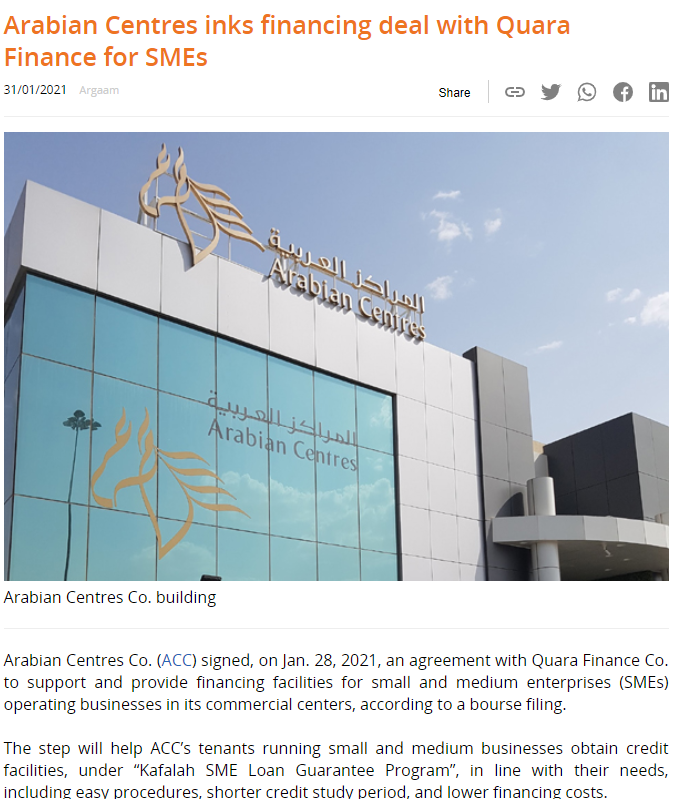 Arabian Centres inks financing deal with Quara
Finance for SMEs
31/01/2021 Argaam
Share
المراكز العربية
Arabian Centres
المراكز العربية
Arabian Centres
Arabian Centres Co. building
Arabian Centres Co. (ACC) signed, on Jan. 28, 2021, an agreement with Quara Finance Co.
to support and provide financing facilities for small and medium enterprises (SMEs)
operating businesses in its commercial centers, according to a bourse filing.
The step will help ACC’s tenants running small and medium businesses obtain credit
facilities, under “Kafalah SME Loan Guarantee Program”, in line with their needs,
including easy procedures, shorter credit study period, and lower financing costs.